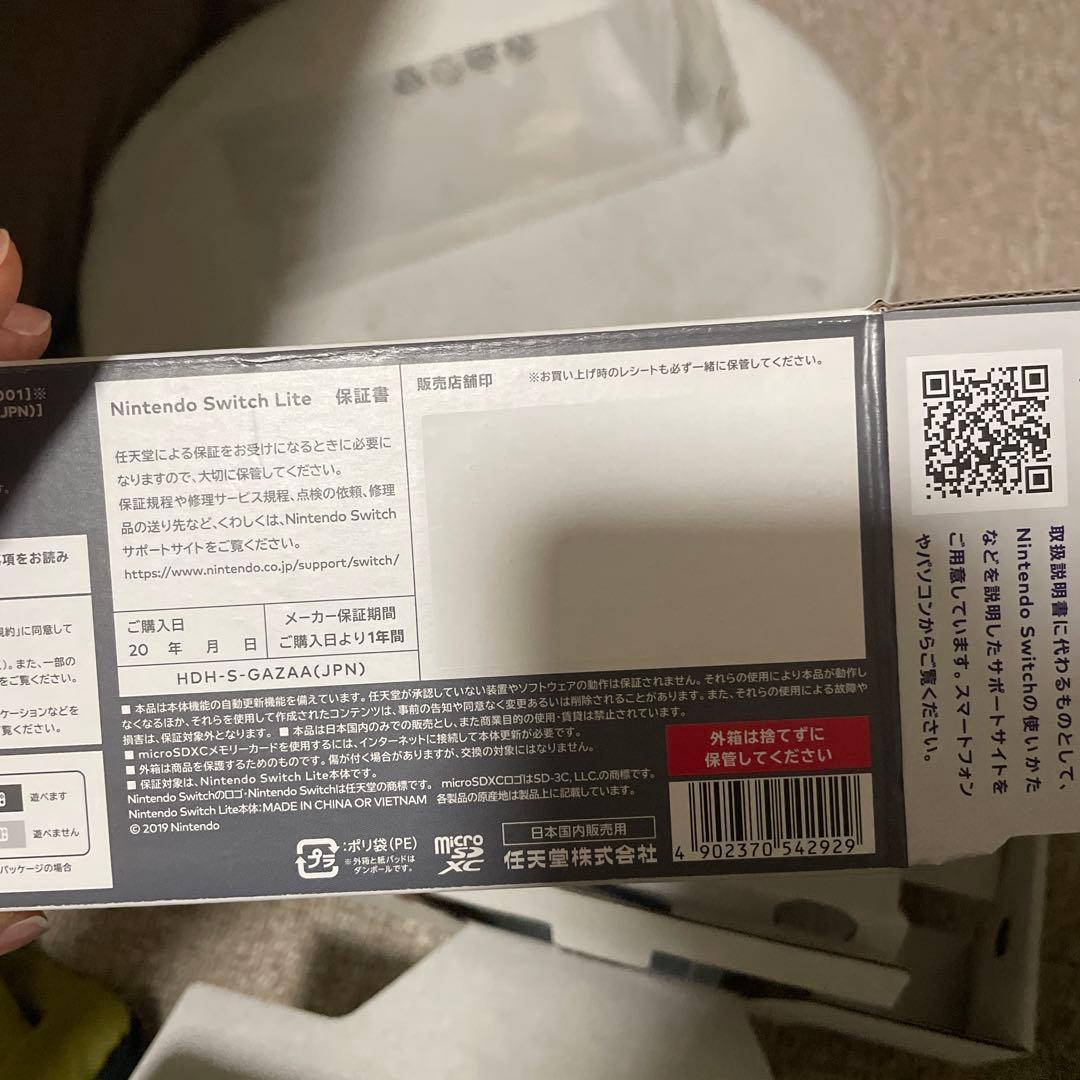 001]※
JPN)]
す。
事項をお読み
規約」に同意して
)。また、一部の
をご覧ください。
ケーションなどを
覧ください。
遊べます
遊べません
パッケージの場合
Nintendo Switch Lite 保証書
任天堂による保証をお受けになるときに必要に
なりますので、大切に保管してください。
保証規程や修理サービス規程、点検の依頼、修理
品の送り先など、くわしくは、Nintendo Switch
サポートサイトをご覧ください。
https://www.nintendo.co.jp/support/switch/
ご購入日
20 年 月 日
メーカー保証期間
ご購入日より1年間
HDH-S-GAZAA(JPN)
販売店舗印 ※お買い上げ時のレシートも必ず一緒に保管してください。
■ 本品は本体機能の自動更新機能を備えています。任天堂が承認していない装置やソフトウェアの動作は保証されません。それらの使用により本品が動作し
なくなるほか、それらを使用して作成されたコンテンツは、事前の告知や同意なく変更あるいは削除されることがあります。また、それらの使用による故障や
損害は、保証対象外となります。 ■ 本品は日本国内のみでの販売とし、また商業目的の使用・賃貸は禁止されています。
■ microSDXCメモリーカードを使用するには、インターネットに接続して本体更新が必要です。
■ 外箱は商品を保護するためのものです。傷が付く場合がありますが、交換の対象にはなりません。
■ 保証対象は、Nintendo Switch Lite本体です。
Nintendo Switchのロゴ・Nintendo Switchは任天堂の商標です。 microSDXCロゴはSD-3C, LLC.の商標です。
Nintendo Switch Lite本体:MADE IN CHINA OR VIETNAM 各製品の原産地は製品上に記載しています。
© 2019 Nintendo
プラ
:ポリ袋(PE)
※外箱と紙パッドは
ダンボールです。
micro
SD
XC
日本国内販売用
任天堂株式会社
外箱は捨てずに
保管してください
4 902370 542929
取扱説明書に代わるものとして、
Nintendo Switchの使いかた
などを説明したサポートサイトを
ご用意しています。スマートフォン
やパソコンからご覧ください。